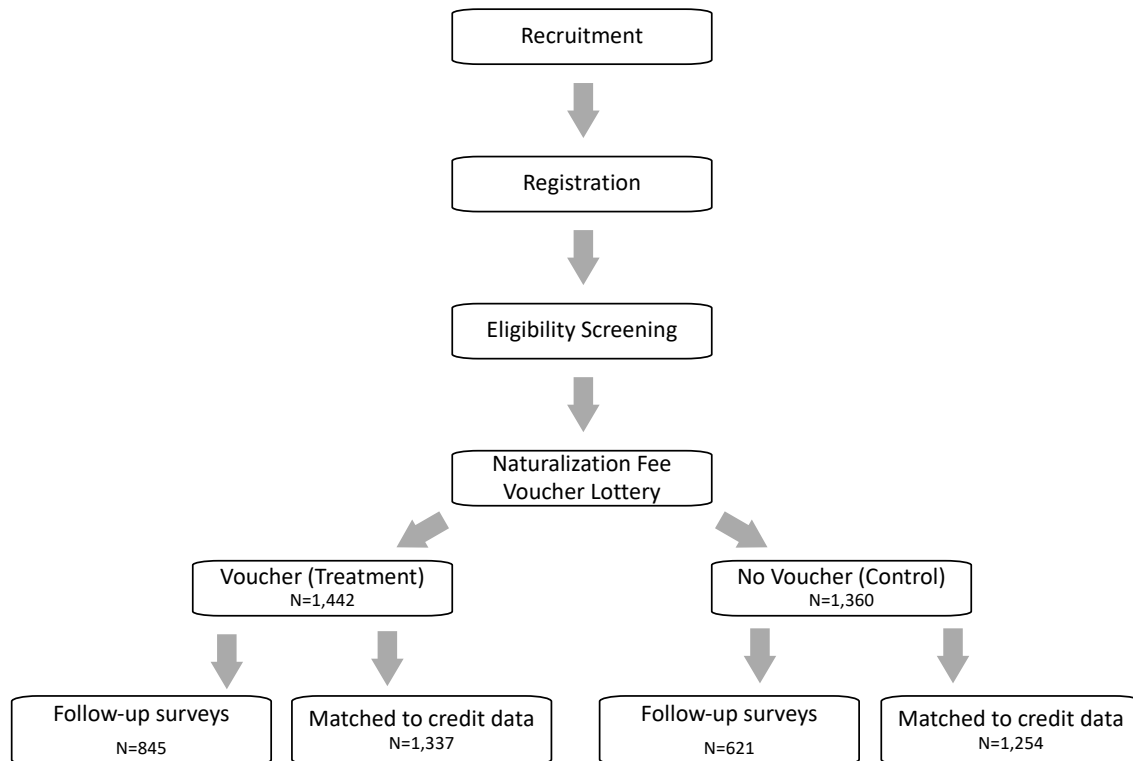 Recruitment
Registration
Eligibility Screening
Naturalization Fee
Voucher Lottery
Voucher (Treatment)
N=1,442
No Voucher (Control)
N=1,360
Follow-up surveys
N=845
Matched to credit data
N=1,337
Follow-up surveys
N=621
Matched to credit data
N=1,254